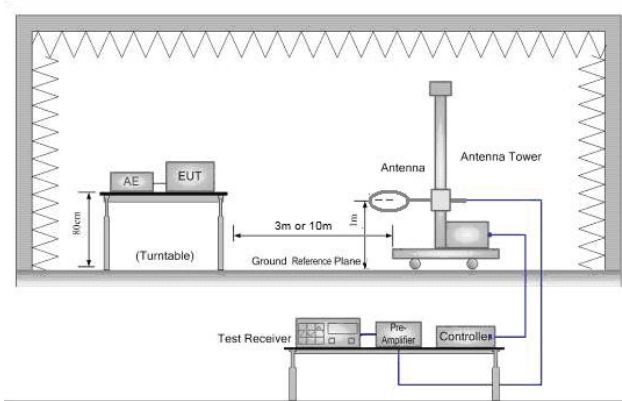 Antenna
Antenna Tower
AE
EUT
80cm
(Turntable)
3m or 10m
1m
Ground Reference Plane
Test Receiver
Pre-
Amplifier
Controller